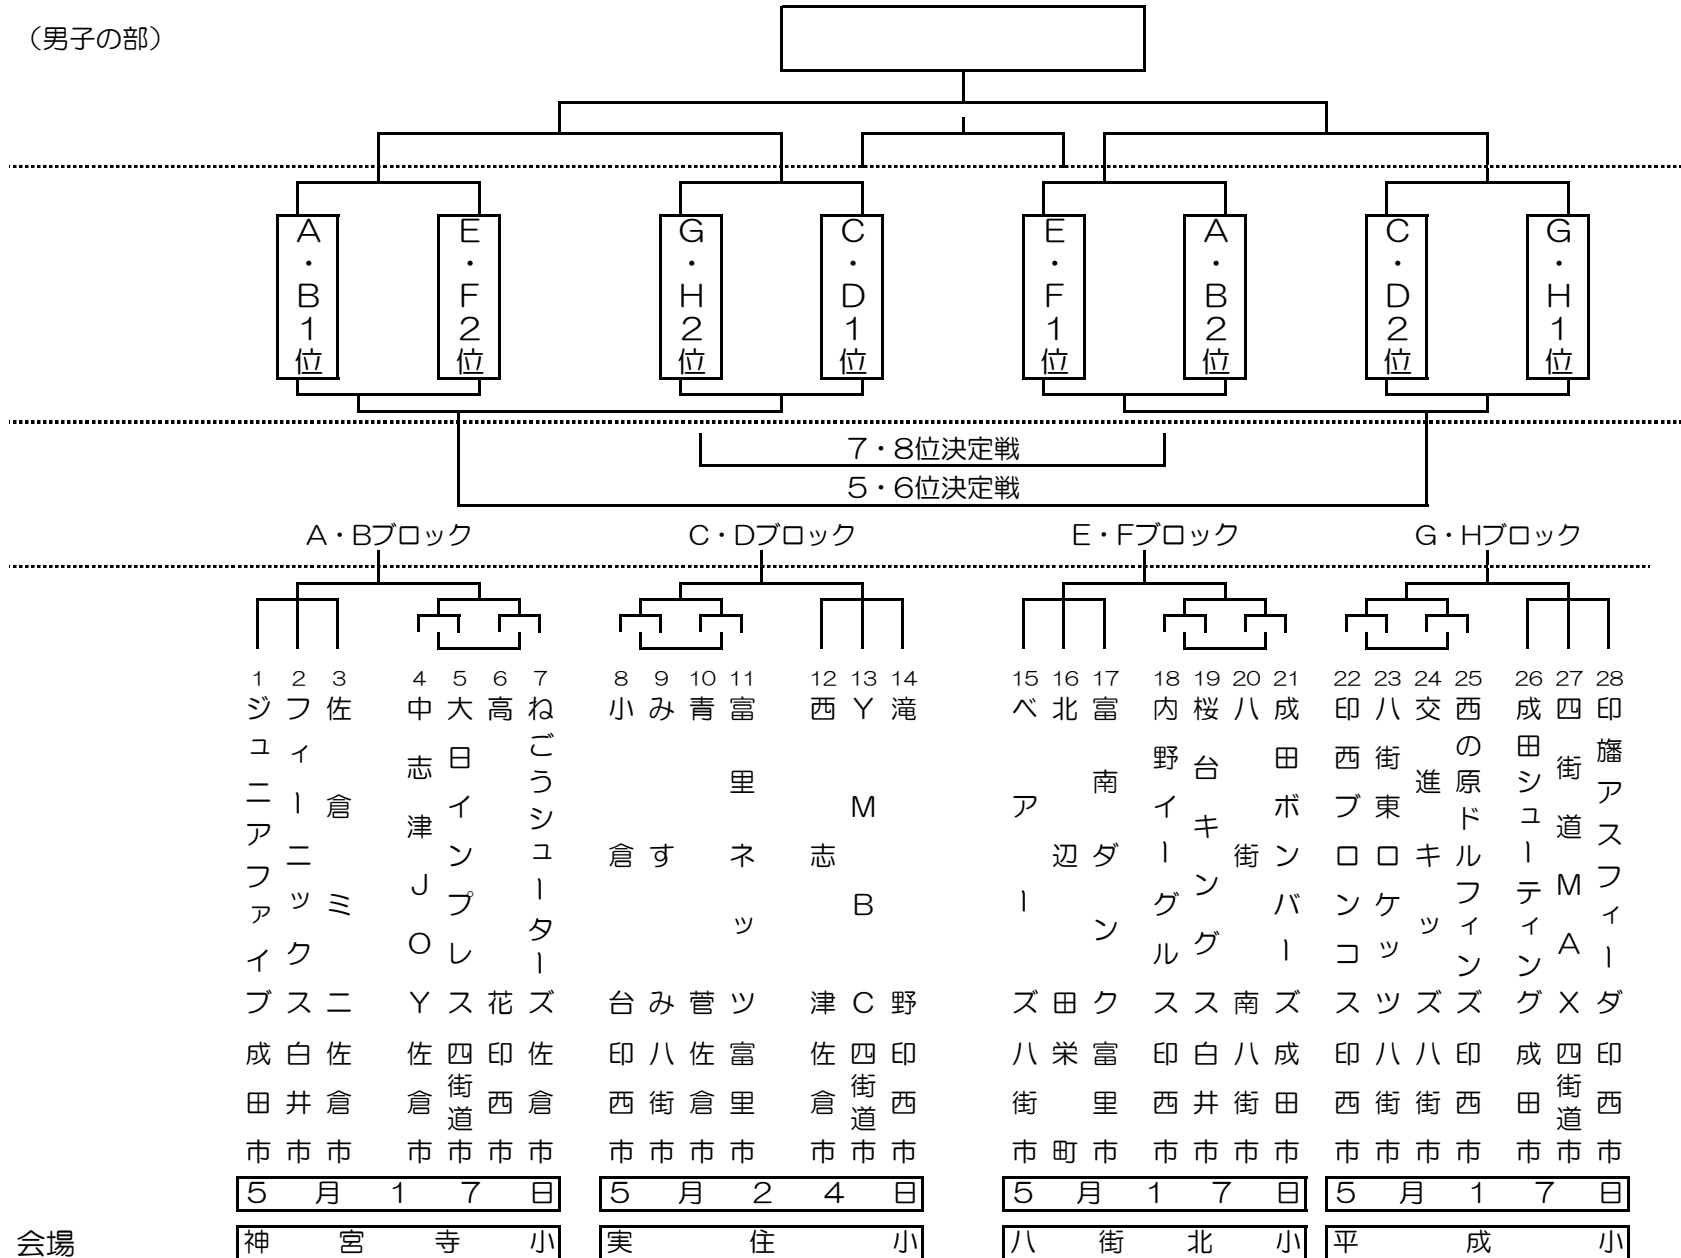 （男子の部）
A・B1位
E・F2位
G・H2位
C・D1位
E・F1位
A・B2位
C・D2位
G・H1位
7・8位決定戦
5・6位決定戦
A・Bブロック
C・Dブロック
E・Fブロック
G・Hブロック
1 ジュニアファイブ 成田市
2 フィーニックス 白井市
3 佐倉ミニ 佐倉市
4 中志津JOY 佐倉市
5 大日インプレス 四街道市
6 高花 印西市
7 ねごうシューターズ 佐倉市
8 小倉台 印西市
9 みすみ 八街市
10 青菅 佐倉市
11 富里ネッツ 富里市
12 西志津 佐倉市
13 YMBC 四街道市
14 滝野 印西市
15 ベアーズ 八街市
16 北辺田 栄町
17 富南ダンク 富里市
18 内野イーグルス 印西市
19 桜台キングス 白井市
20 八街南 八街市
21 成田ボンバーズ 成田市
22 印西ブロンコス 印西市
23 八街東ロケッツ 八街市
24 交進キッズ 八街市
25 西の原ドルフィンズ 印西市
26 成田シューティング 成田市
27 四街道MAX 四街道市
28 印旛アスフィーダ 印西市
5月17日
5月24日
5月17日
5月17日
会場
神宮寺小
実住小
八街北小
平成小